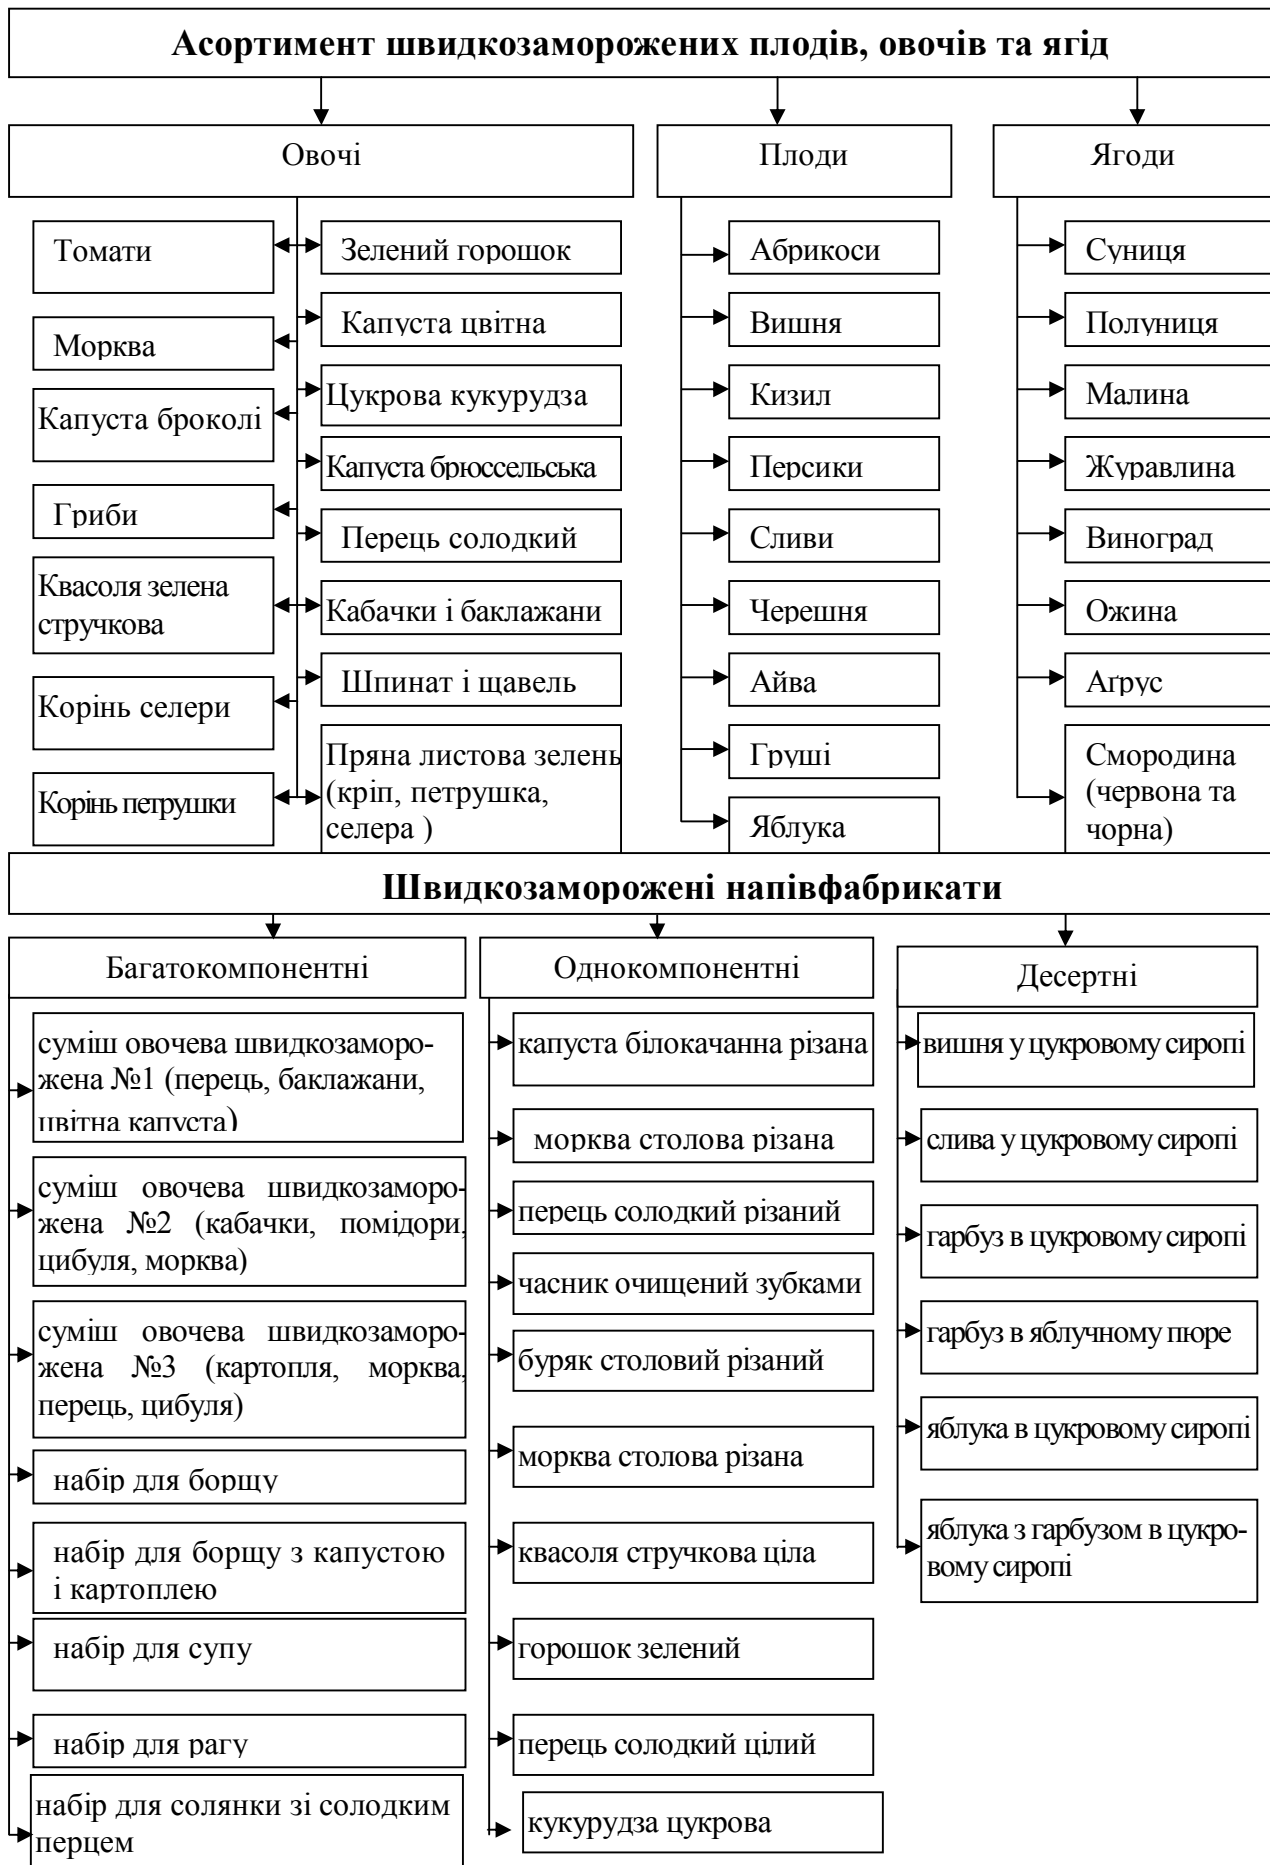 Асортимент швидкозаморожених плодів, овочів та ягід
Овочі
Томати
Морква
Капуста броколі
Гриби
Квасоля зелена
стручкова
Корінь селери
Корінь петрушки
Зелений горошок
Капуста цвітна
Цукрова кукурудза
Капуста брюссельська
Перець солодкий
Кабачки і баклажани
Шпинат і щавель
Пряна листова зелень
(кріп, петрушка,
селера )
Плоди
Абрикоси
Вишня
Кизил
Персики
Сливи
Черешня
Айва
Груші
Яблука
Ягоди
Суниця
Полуниця
Малина
Журавлина
Виноград
Ожина
Аґрус
Смородина
(червона та
чорна)
Швидкозаморожені напівфабрикати
Багатокомпонентні
суміш овочева швидкозаморо-
жена №1 (перець, баклажани,
цвітна капуста)
суміш овочева швидкозаморо-
жена №2 (кабачки, помідори,
цибуля, морква)
суміш овочева швидкозаморо-
жена №3 (картопля, морква,
перець, цибуля)
набір для борщу
набір для борщу з капустою
і картоплею
набір для супу
набір для рагу
набір для солянки зі солодким
перцем
Однокомпонентні
капуста білокачанна різана
морква столова різана
перець солодкий різаний
часник очищений зубками
буряк столовий різаний
морква столова різана
квасоля стручкова ціла
горошок зелений
перець солодкий цілий
кукурудза цукрова
Десертні
вишня у цукровому сиропі
слива у цукровому сиропі
гарбуз в цукровому сиропі
гарбуз в яблучному пюре
яблука в цукровому сиропі
яблука з гарбузом в цукро-
вому сиропі